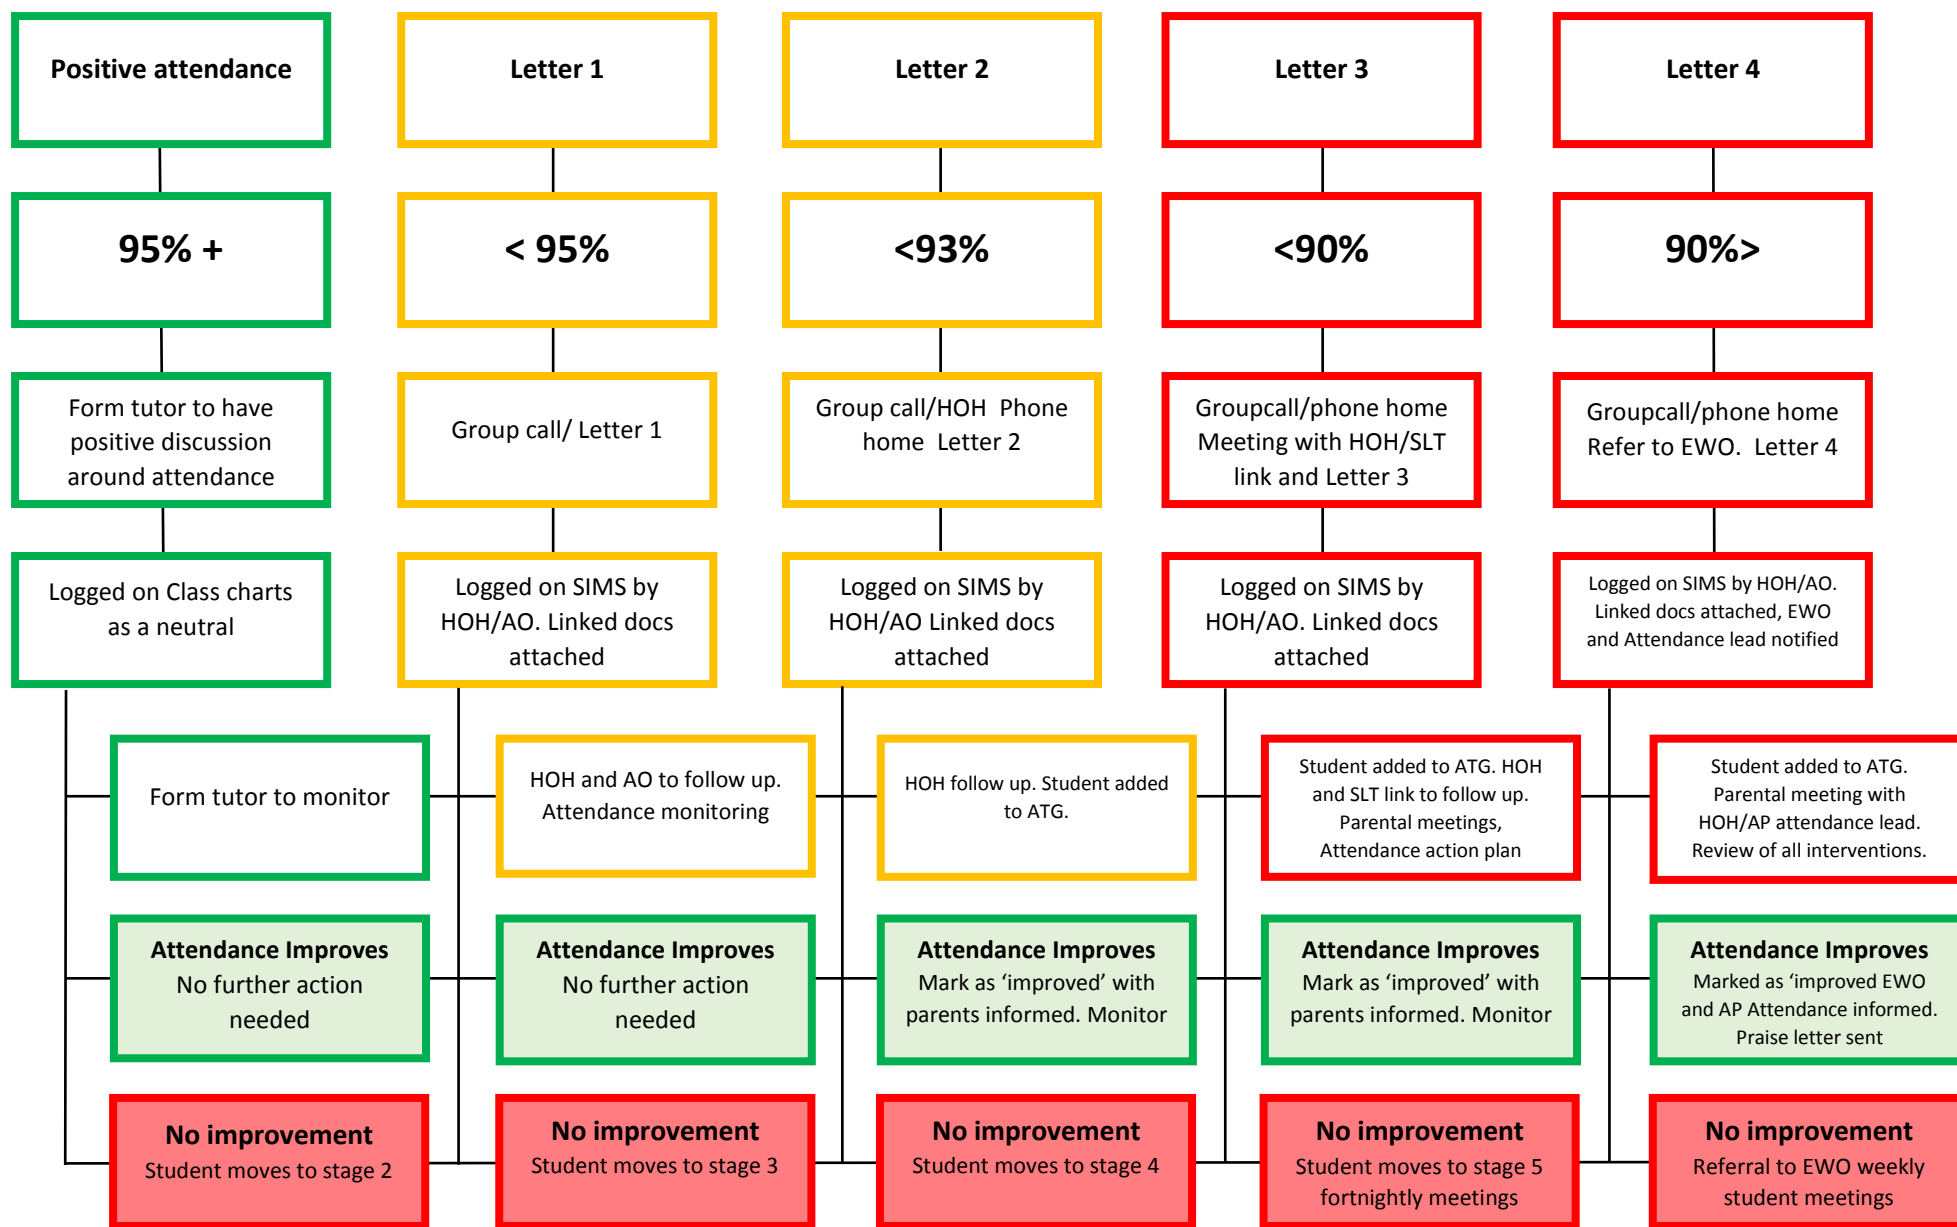 Positive attendance
Letter 1
Letter 2
Letter 3
Letter 4
95% +
< 95%
<93%
<90%
90%>
Form tutor to have
positive discussion
around attendance
Group call/ Letter 1
Group call/HOH  Phone
home  Letter 2
Groupcall/phone home
Meeting with HOH/SLT
link and Letter 3
Groupcall/phone home
Refer to EWO.  Letter 4
Logged on Class charts
as a neutral
Logged on SIMS by
HOH/AO. Linked docs
attached
Logged on SIMS by
HOH/AO Linked docs
attached
Logged on SIMS by
HOH/AO. Linked docs
attached
Logged on SIMS by HOH/AO.
Linked docs attached, EWO
and Attendance lead notified
Form tutor to monitor
HOH and AO to follow up.
Attendance monitoring
HOH follow up. Student added
to ATG.
Student added to ATG. HOH
and SLT link to follow up.
Parental meetings,
Attendance action plan
Student added to ATG.
Parental meeting with
HOH/AP attendance lead.
Review of all interventions.
Attendance Improves
No further action
needed
Attendance Improves
No further action
needed
Attendance Improves
Mark as ‘improved’ with
parents informed. Monitor
Attendance Improves
Mark as ‘improved’ with
parents informed. Monitor
Attendance Improves
Marked as ‘improved EWO
and AP Attendance informed.
Praise letter sent
No improvement
Student moves to stage 2
No improvement
Student moves to stage 3
No improvement
Student moves to stage 4
No improvement
Student moves to stage 5
fortnightly meetings
No improvement
Referral to EWO weekly
student meetings